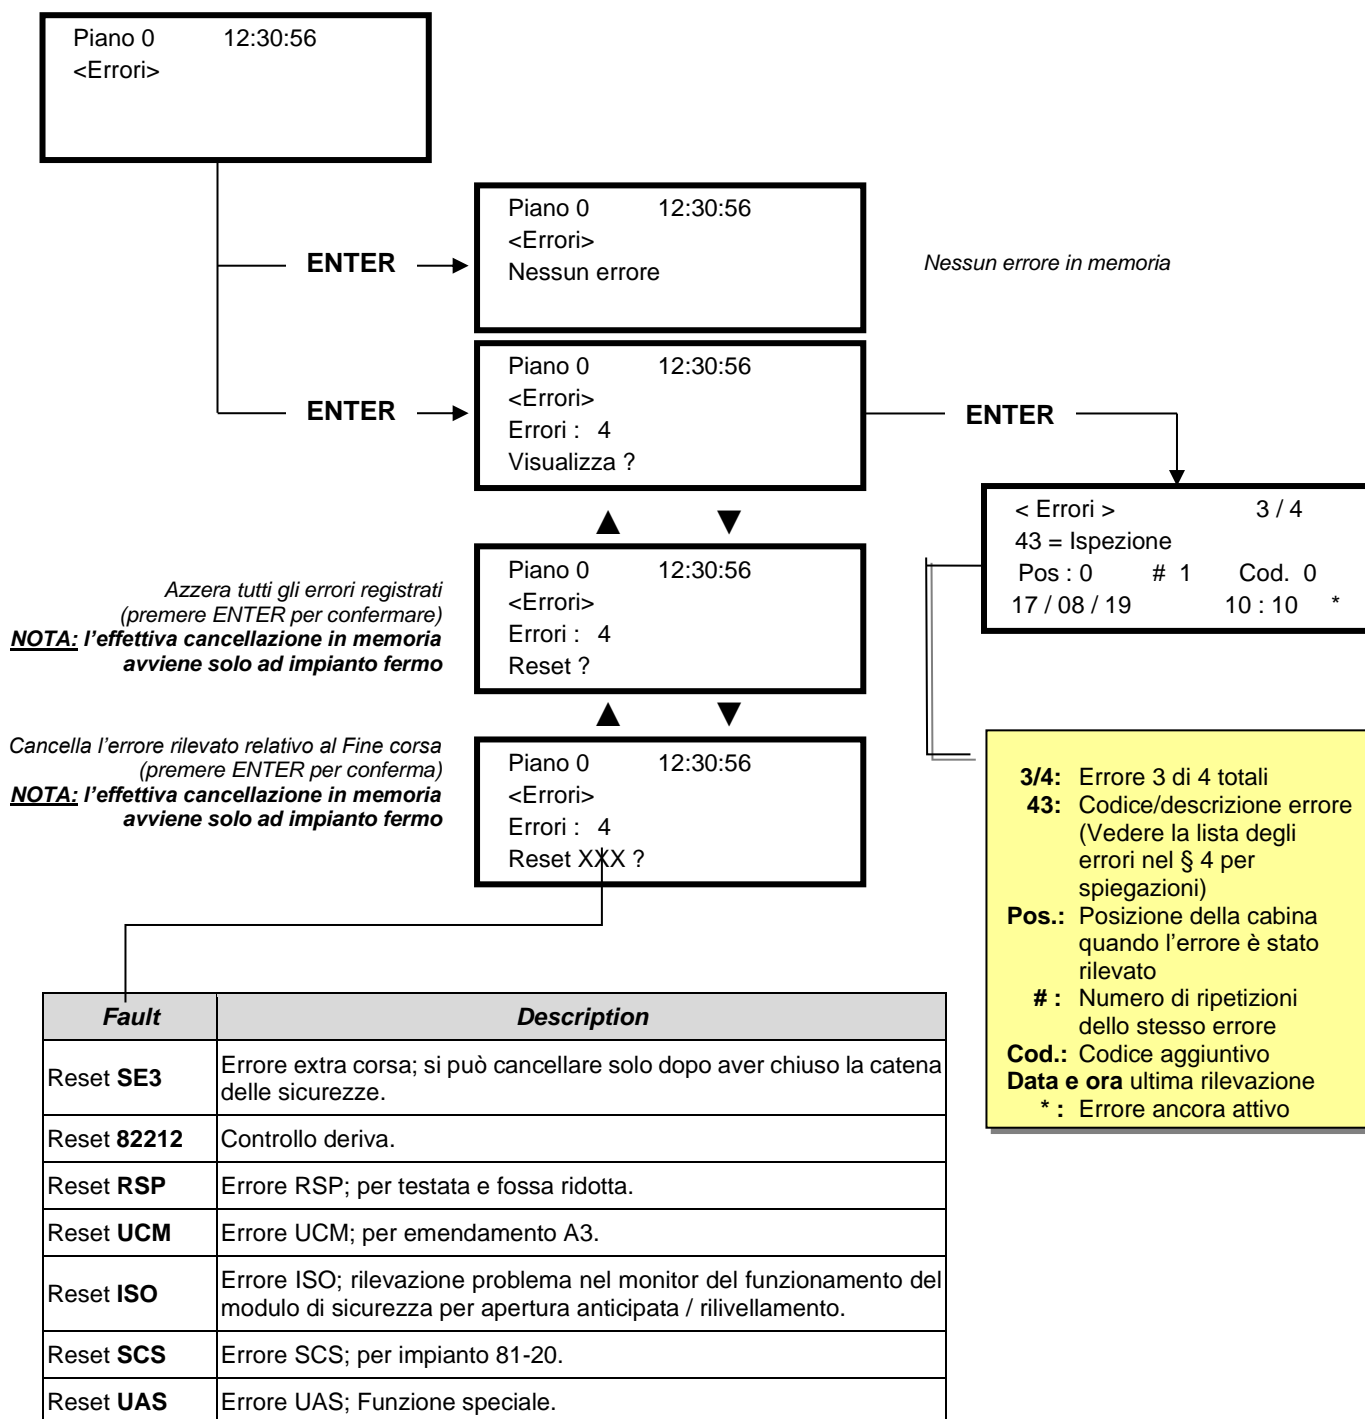 Piano 0 12:30:56
<Errori>
Piano 0 12:30:56
<Errori>
Nessun errore
ENTER
Nessun errore in memoria
Piano 0 12:30:56
<Errori>
Errori : 4
Visualizza ?
ENTER
ENTER
▲ ▼
< Errori > 3 / 4
43 = Ispezione
Pos : 0 # 1 Cod. 0
17 / 08 / 19 10 : 10 *
Azzera tutti gli errori registrati
(premere ENTER per confermare)
NOTA: l'effettiva cancellazione in memoria
avviene solo ad impianto fermo
Piano 0 12:30:56
<Errori>
Errori : 4
Reset ?
▲ ▼
Cancella l'errore rilevato relativo al Fine corsa
(premere ENTER per conferma)
NOTA: l'effettiva cancellazione in memoria
avviene solo ad impianto fermo
Piano 0 12:30:56
<Errori>
Errori : 4
Reset XXX ?
3/4: Errore 3 di 4 totali
43: Codice/descrizione errore
(Vedere la lista degli
errori nel § 4 per
spiegazioni)
Pos.: Posizione della cabina
quando l'errore è stato
rilevato
# : Numero di ripetizioni
dello stesso errore
Cod.: Codice aggiuntivo
Data e ora ultima rilevazione
* : Errore ancora attivo
Fault Description
Reset SE3 Errore extra corsa; si può cancellare solo dopo aver chiuso la catena
delle sicurezze.
Reset 82212 Controllo deriva.
Reset RSP Errore RSP; per testata e fossa ridotta.
Reset UCM Errore UCM; per emendamento A3.
Reset ISO Errore ISO; rilevazione problema nel monitor del funzionamento del
modulo di sicurezza per apertura anticipata / rilivellamento.
Reset SCS Errore SCS; per impianto 81-20.
Reset UAS Errore UAS; Funzione speciale.